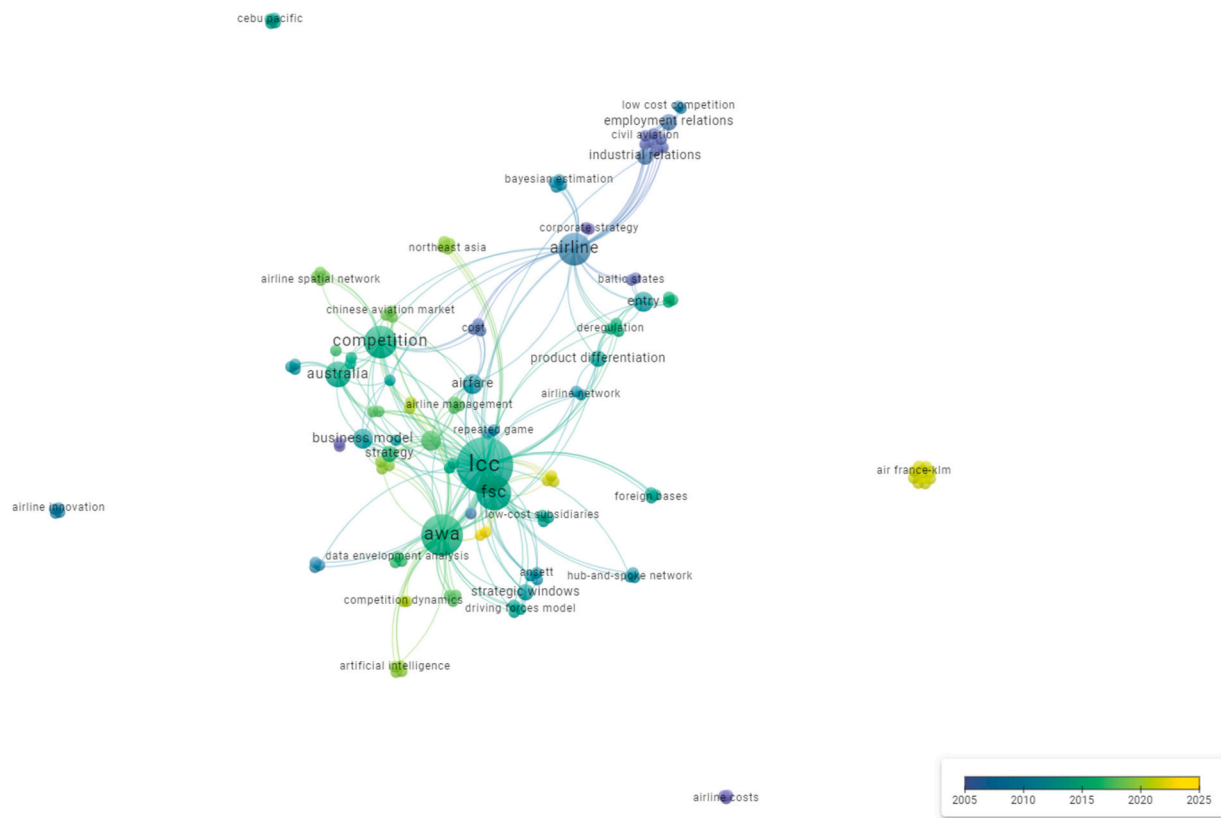 cebu pacific
low cost competition
employment relations
civil aviation
industrial relations
bayesian estimation
corporate strategy
airline
northeast asia
airline spatial network
baltic states
entry
chinese aviation market
cost
deregulation
competition
product differentiation
australia
airfare
airline network
airline management
repeated game
business model
strategy
lcc
air france-klm
fsc
foreign bases
airline innovation
low-cost subsidiaries
awa
data envelopment analysis
ansett
hub-and-spoke network
strategic windows
competition dynamics
driving forces model
artificial intelligence
airline costs
2005 2010 2015 2020 2025